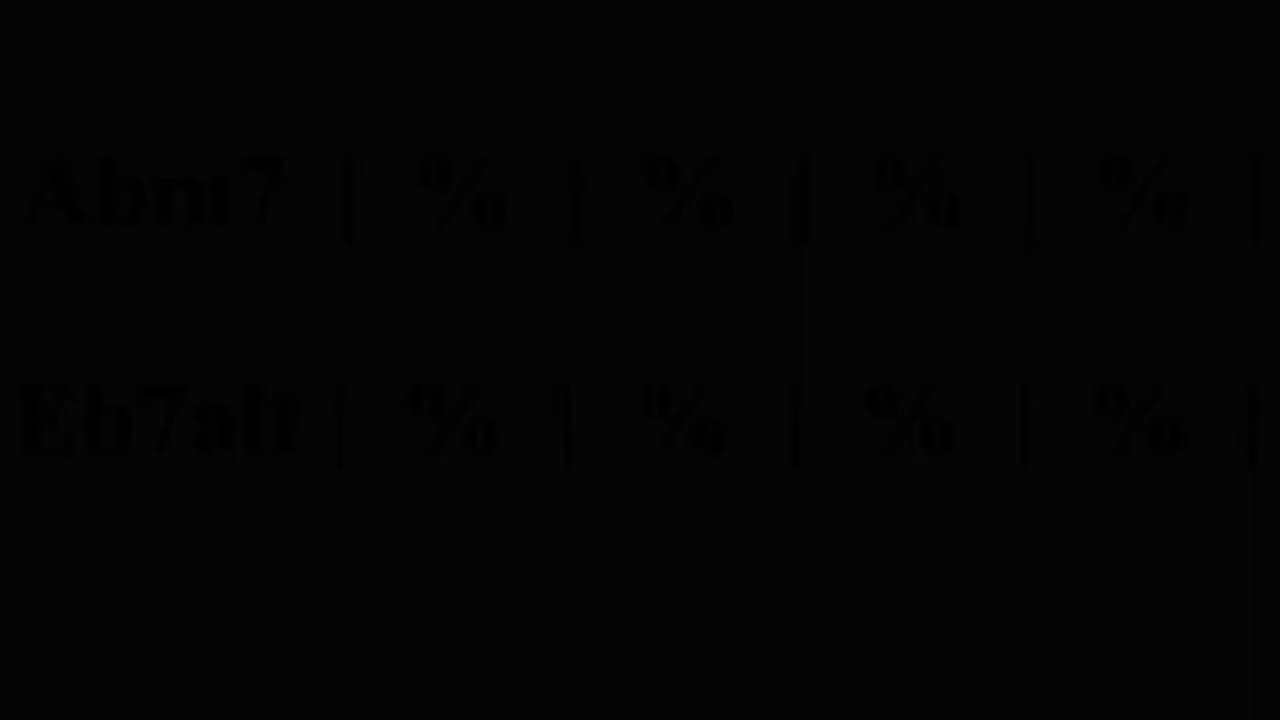 Abm7 | % | % | % | % |
Eb7alt | % | % | % | % |